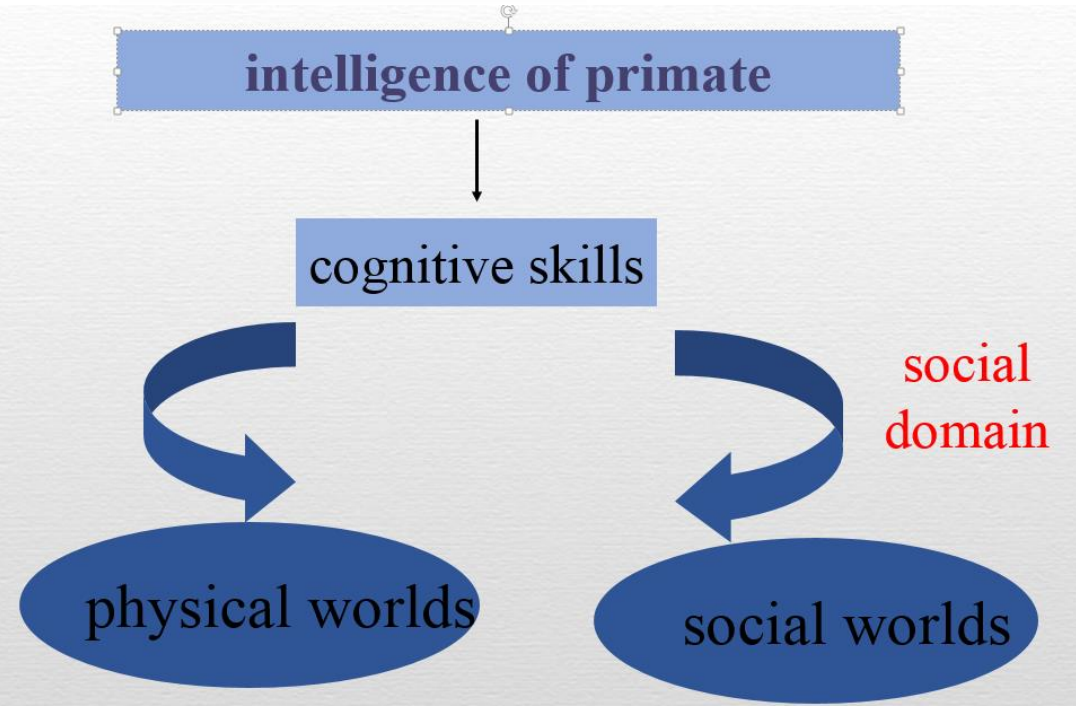 intelligence of primate
cognitive skills
social
domain
physical worlds
social worlds